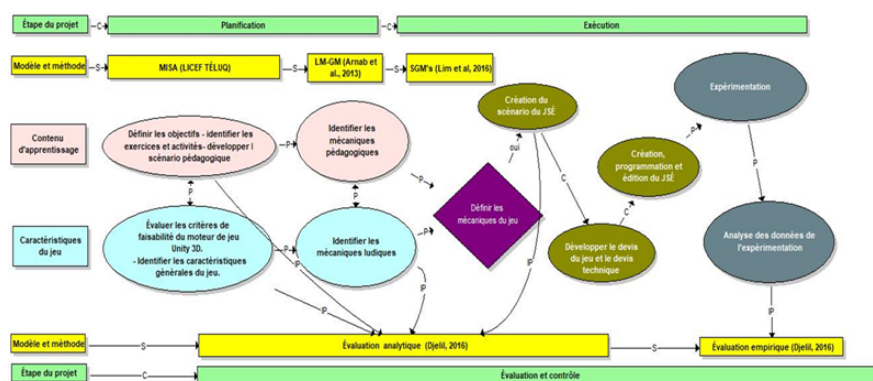 Étape du projet
C
Planification
C
Exécution
Modèle et méthode
S
MISA (LICEF TÉLUQ)
S
LM-GM (Arnab et
al., 2013)
S
SGM's (Lim et al, 2016)
Expérimentation
Création du
scénario du JSÉ
Contenu
d'apprentissage
Définir les objectifs - identifier les
exercices et activités- développer l
scénario pédagogique
P
Identifier les
mécaniques
pédagogiques
oui
P
Création,
programmation et
édition du JSÉ
P
P
P
P
C
C
Définir les
mécaniques du jeu
Caractéristiques
du jeu
Évaluer les critères de
faisabilité du moteur de jeu
Unity 3D.
- Identifier les caractéristiques
générales du jeu.
P
Identifier les
mécaniques ludiques
P
Développer le devis
du jeu et le devis
technique
Analyse des données de
l'expérimentation
IP
IP
IP
IP
Modèle et méthode
S
Évaluation analytique (Djelil, 2016)
S
Évaluation empirique (Djelil, 2016)
Étape du projet
C
Évaluation et contrôle